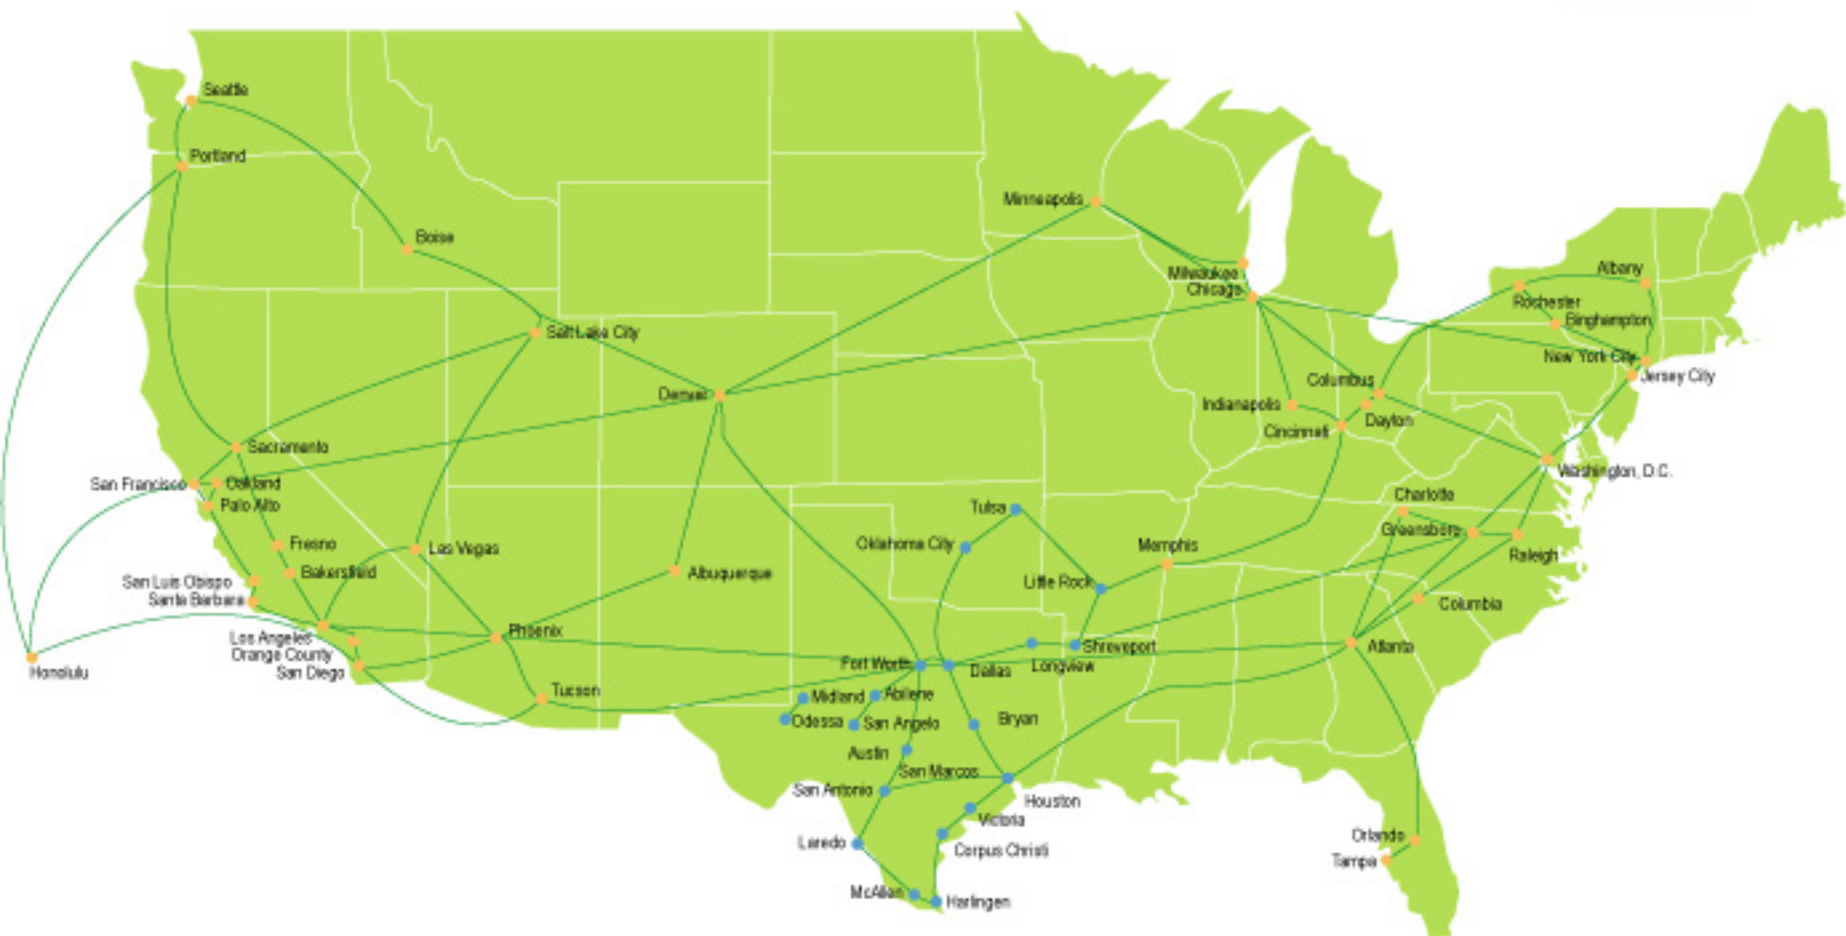 Seattle
Portland
Minneapolis
Boise
Milwaukee
Chicago
Albany
Rochester
Binghampton
Salt Lake City
New York City
Jersey City
Denver
Columbus
Indianapolis
Dayton
Cincinnati
Sacramento
Washington, D.C.
San Francisco
Oakland
Palo Alto
Charlotte
Tulsa
Greensboro
Oklahoma City
Memphis
Raleigh
Fresno
Las Vegas
Bakersfield
Albuquerque
San Luis Obispo
Little Rock
Santa Barbara
Columbia
Los Angeles
Phoenix
Orange County
Shreveport
Atlanta
San Diego
Fort Worth
Dallas
Longview
Honolulu
Tucson
Midland
Abilene
Odessa
San Angelo
Bryan
Austin
San Marcos
San Antonio
Houston
Victoria
Laredo
Corpus Christi
Orlando
Tampa
McAllen
Harlingen